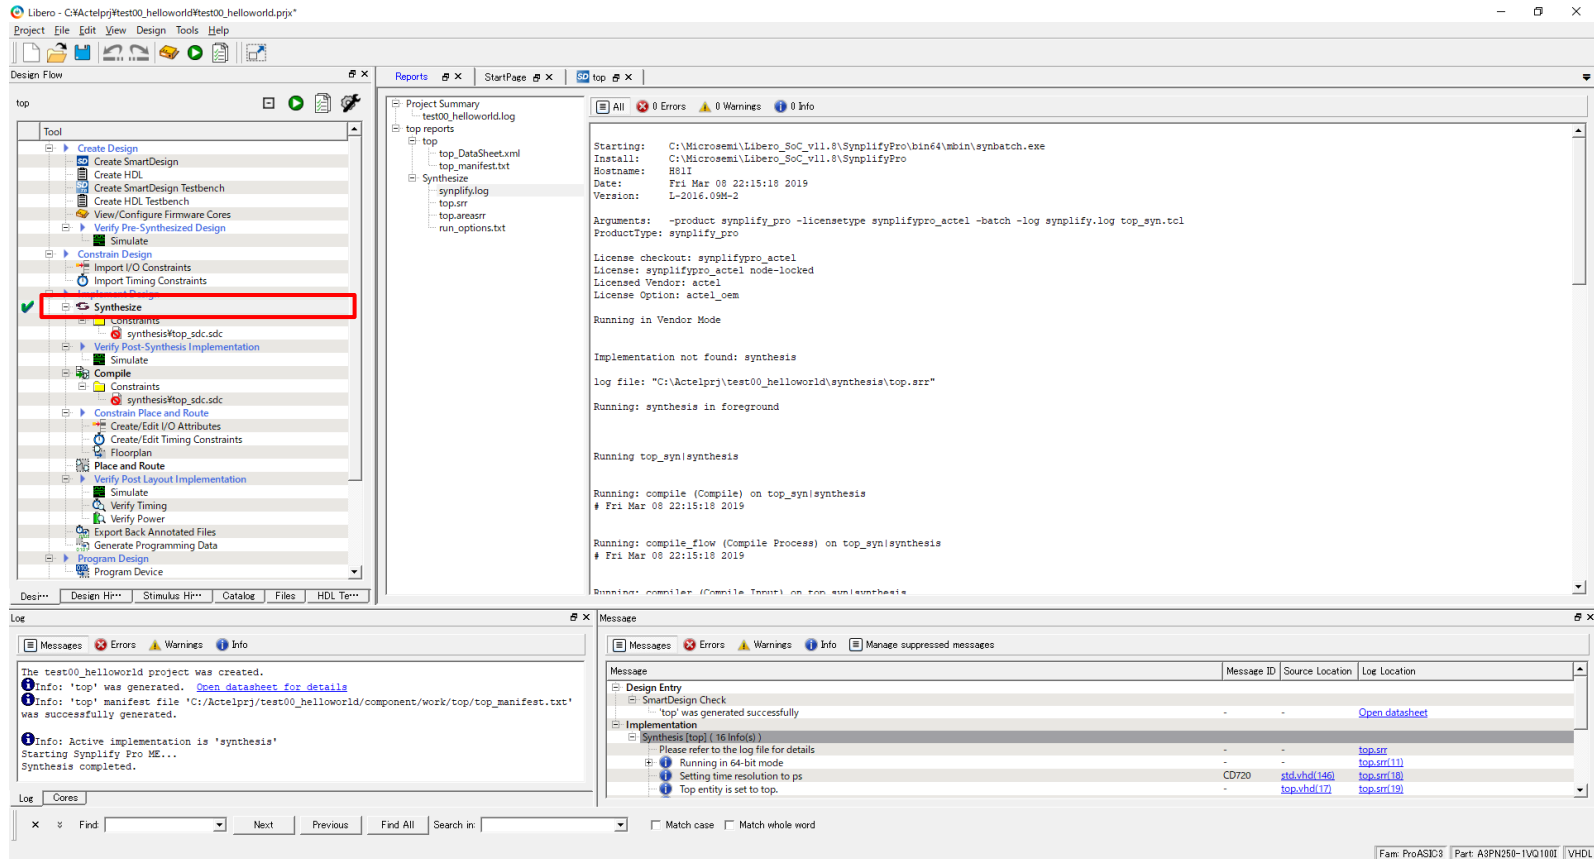 Libero - C:¥Actelprj¥test00_helloworld¥test00_helloworld.prjx*
Project File Edit View Design Tools Help
Design Flow
top
Tool
Create Design
Create SmartDesign
Create HDL
Create SmartDesign Testbench
Create HDL Testbench
View/Configure Firmware Cores
Verify Pre-Synthesized Design
Simulate
Constrain Design
Import I/O Constraints
Import Timing Constraints
Implement Design
Synthesize
Constraints
synthesis¥top_sdc.sdc
Verify Post-Synthesis Implementation
Simulate
Compile
Constraints
synthesis¥top_sdc.sdc
Constrain Place and Route
Create/Edit I/O Attributes
Create/Edit Timing Constraints
Floorplan
Place and Route
Verify Post Layout Implementation
Simulate
Verify Timing
Verify Power
Export Back Annotated Files
Generate Programming Data
Program Design
Program Device
Desi··· Design Hi··· Stimulus Hi··· Catalog Files HDL Te···
Reports StartPage top
Project Summary
test00_helloworld.log
top reports
top
top_DataSheet.xml
top_manifest.txt
Synthesize
synplify.log
top.srr
top.areasrr
run_options.txt
All 0 Errors 0 Warnings 0 Info
Starting: C:\Microsemi\Libero_SoC_v11.8\SynplifyPro\bin64\mbin\synbatch.exe
Install: C:\Microsemi\Libero_SoC_v11.8\SynplifyPro
Hostname: H81I
Date: Fri Mar 08 22:15:18 2019
Version: L-2016.09M-2
Arguments: -product synplify_pro -licensetype synplifypro_actel -batch -log synplify.log top_syn.tcl
ProductType: synplify_pro
License checkout: synplifypro_actel
License: synplifypro_actel node-locked
Licensed Vendor: actel
License Option: actel_oem
Running in Vendor Mode
Implementation not found: synthesis
log file: "C:\Actelprj\test00_helloworld\synthesis\top.srr"
Running: synthesis in foreground
Running top_syn|synthesis
Running: compile (Compile) on top_syn|synthesis
# Fri Mar 08 22:15:18 2019
Running: compile_flow (Compile Process) on top_syn|synthesis
# Fri Mar 08 22:15:18 2019
Running: compiler (Compile Input) on top_syn|synthesis
Log
Messages Errors Warnings Info
The test00_helloworld project was created.
Info: 'top' was generated. Open datasheet for details
Info: 'top' manifest file 'C:/Actelprj/test00_helloworld/component/work/top/top_manifest.txt'
was successfully generated.
Info: Active implementation is 'synthesis'
Starting Synplify Pro ME...
Synthesis completed.
Log Cores
Message
Messages Errors Warnings Info Manage suppressed messages
Message Message ID Source Location Log Location
Design Entry
SmartDesign Check
'top' was generated successfully - - Open datasheet
Implementation
Synthesis [top] ( 16 Info(s) )
Please refer to the log file for details - - top.srr
Running in 64-bit mode - - top.srr(11)
Setting time resolution to ps CD720 std.vhd(146) top.srr(18)
Top entity is set to top. - top.vhd(17) top.srr(19)
Find: Next Previous Find All Search in: Match case Match whole word
Fam: ProASIC3 Part: A3PN250-1VQ100I VHDL